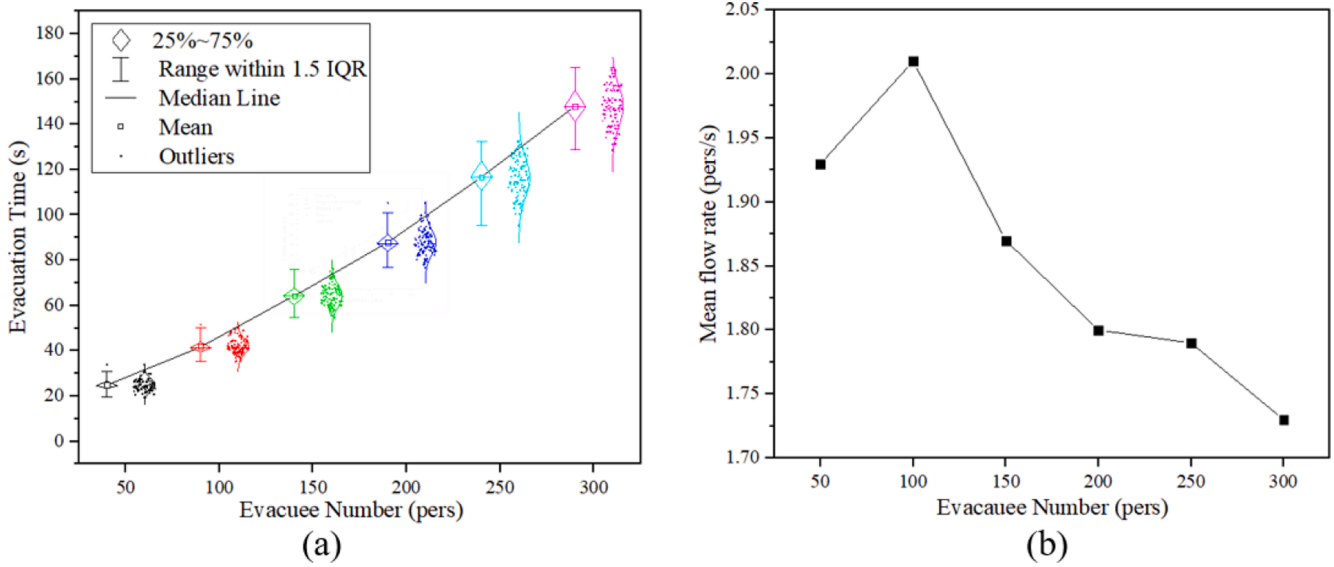 180
160
140
120
100
80
60
40
20
0
Evacuation Time (s)
25%~75%
Range within 1.5 IQR
Median Line
Mean
Outliers
50 100 150 200 250 300
Evacuee Number (pers)
(a)
2.05
2.00
1.95
1.90
1.85
1.80
1.75
1.70
Mean flow rate (pers/s)
50 100 150 200 250 300
Evacauee Number (pers)
(b)